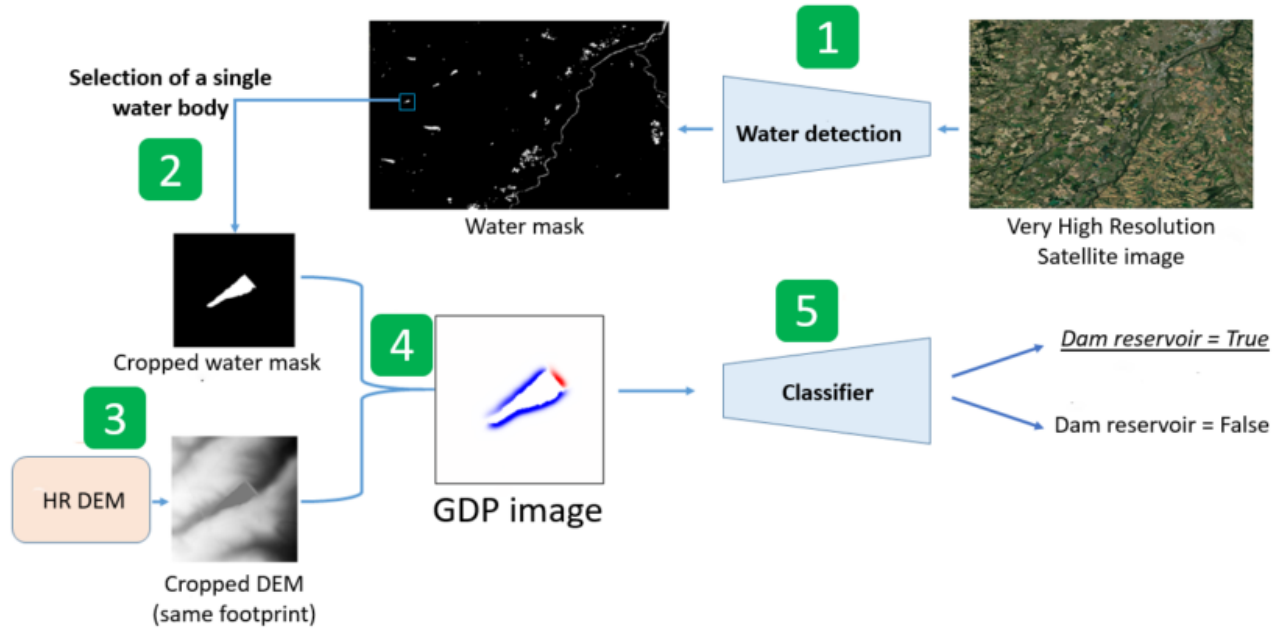 1
Selection of a single
water body
Water detection
2
Water mask
Very High Resolution
Satellite image
5
4
Dam reservoir = True
Cropped water mask
Classifier
3
Dam reservoir = False
HR DEM
GDP image
Cropped DEM
(same footprint)